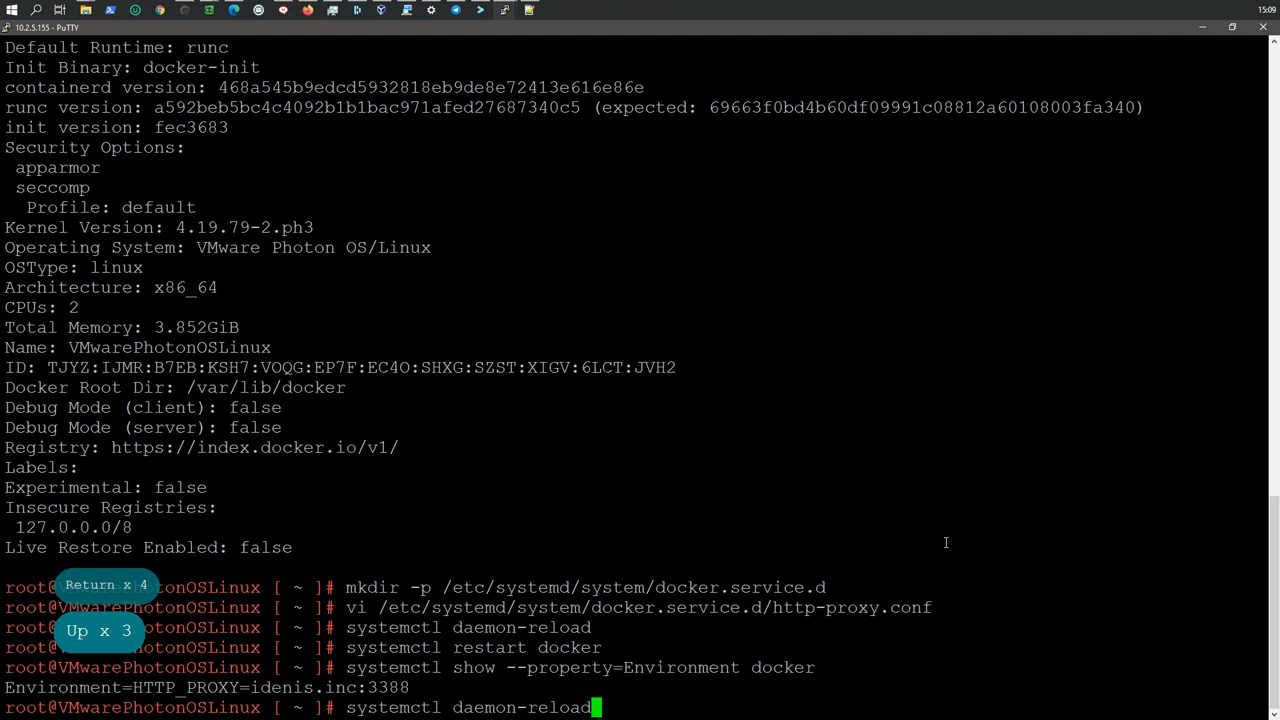 15:09
10.2.5.155 - PuTTY
Default Runtime: runc
Init Binary: docker-init
containerd version: 468a545b9edcd5932818eb9de8e72413e616e86e
runc version: a592beb5bc4c4092b1b1bac971afed27687340c5 (expected: 69663f0bd4b60df09991c08812a60108003fa340)
init version: fec3683
Security Options:
apparmor
seccomp
Profile: default
Kernel Version: 4.19.79-2.ph3
Operating System: VMware Photon OS/Linux
OSType: linux
Architecture: x86_64
CPUs: 2
Total Memory: 3.852GiB
Name: VMwarePhotonOSLinux
ID: TJYZ:IJMR:B7EB:KSH7:VOQG:EP7F:EC4O:SHXG:SZST:XIGV:6LCT:JVH2
Docker Root Dir: /var/lib/docker
Debug Mode (client): false
Debug Mode (server): false
Registry: https://index.docker.io/v1/
Labels:
Experimental: false
Insecure Registries:
127.0.0.0/8
Live Restore Enabled: false
root@VMwarePhotonOSLinux [ ~ ]# mkdir -p /etc/systemd/system/docker.service.d
Return x 4
root@VMwarePhotonOSLinux [ ~ ]# vi /etc/systemd/system/docker.service.d/http-proxy.conf
root@VMwarePhotonOSLinux [ ~ ]# systemctl daemon-reload
Up x 3
root@VMwarePhotonOSLinux [ ~ ]# systemctl restart docker
root@VMwarePhotonOSLinux [ ~ ]# systemctl show --property=Environment docker
Environment=HTTP_PROXY=idenis.inc:3388
root@VMwarePhotonOSLinux [ ~ ]# systemctl daemon-reload